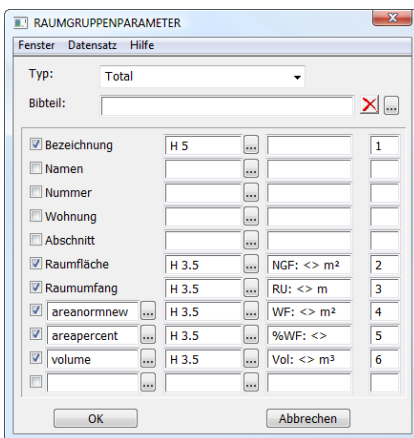 RAUMGRUPPENPARAMETER
Fenster Datensatz Hilfe
Typ: Total
Bibteil: ...
Bezeichnung H 5 ... 1
Namen ...
Nummer ...
Wohnung ...
Abschnitt ...
Raumfläche H 3.5 ... NGF: <> m² 2
Raumumfang H 3.5 ... RU: <> m 3
areanormnew ... H 3.5 ... WF: <> m² 4
areapercent ... H 3.5 ... %WF: <> 5
volume ... H 3.5 ... Vol: <> m³ 6
... ...
OK Abbrechen